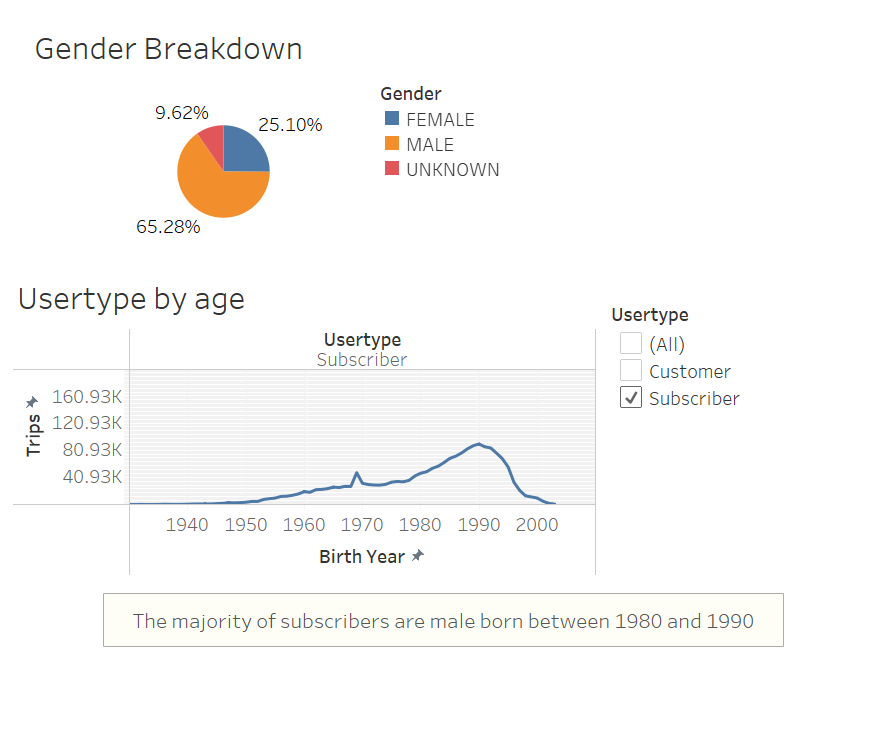 Gender Breakdown
Gender
9.62%
25.10%
FEMALE
MALE
UNKNOWN
65.28%
Usertype by age
Usertype
Usertype
Subscriber
(All)
Customer
Subscriber
Trips
160.93K
120.93K
80.93K
40.93K
1940 1950 1960 1970 1980 1990 2000
Birth Year
The majority of subscribers are male born between 1980 and 1990